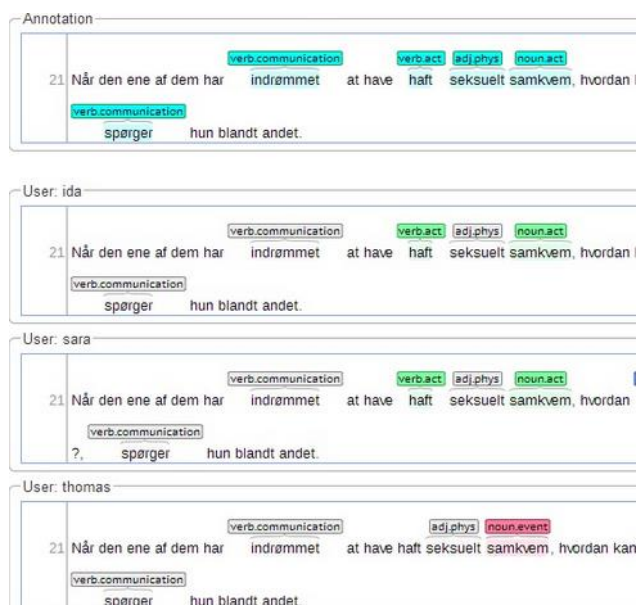 Annotation
verb.communication verb.act adj.phys noun.act
21 Når den ene af dem har indrømmet at have haft seksuelt samkvem, hvordan
verb.communication
spørger hun blandt andet.
User: ida
verb.communication verb.act adj.phys noun.act
21 Når den ene af dem har indrømmet at have haft seksuelt samkvem, hvordan
verb.communication
spørger hun blandt andet.
User: sara
verb.communication verb.act adj.phys noun.act
21 Når den ene af dem har indrømmet at have haft seksuelt samkvem, hvordan
verb.communication
?, spørger hun blandt andet.
User: thomas
verb.communication adj.phys noun.event
21 Når den ene af dem har indrømmet at have haft seksuelt samkvem, hvordan kan
verb.communication
spørger hun blandt andet.